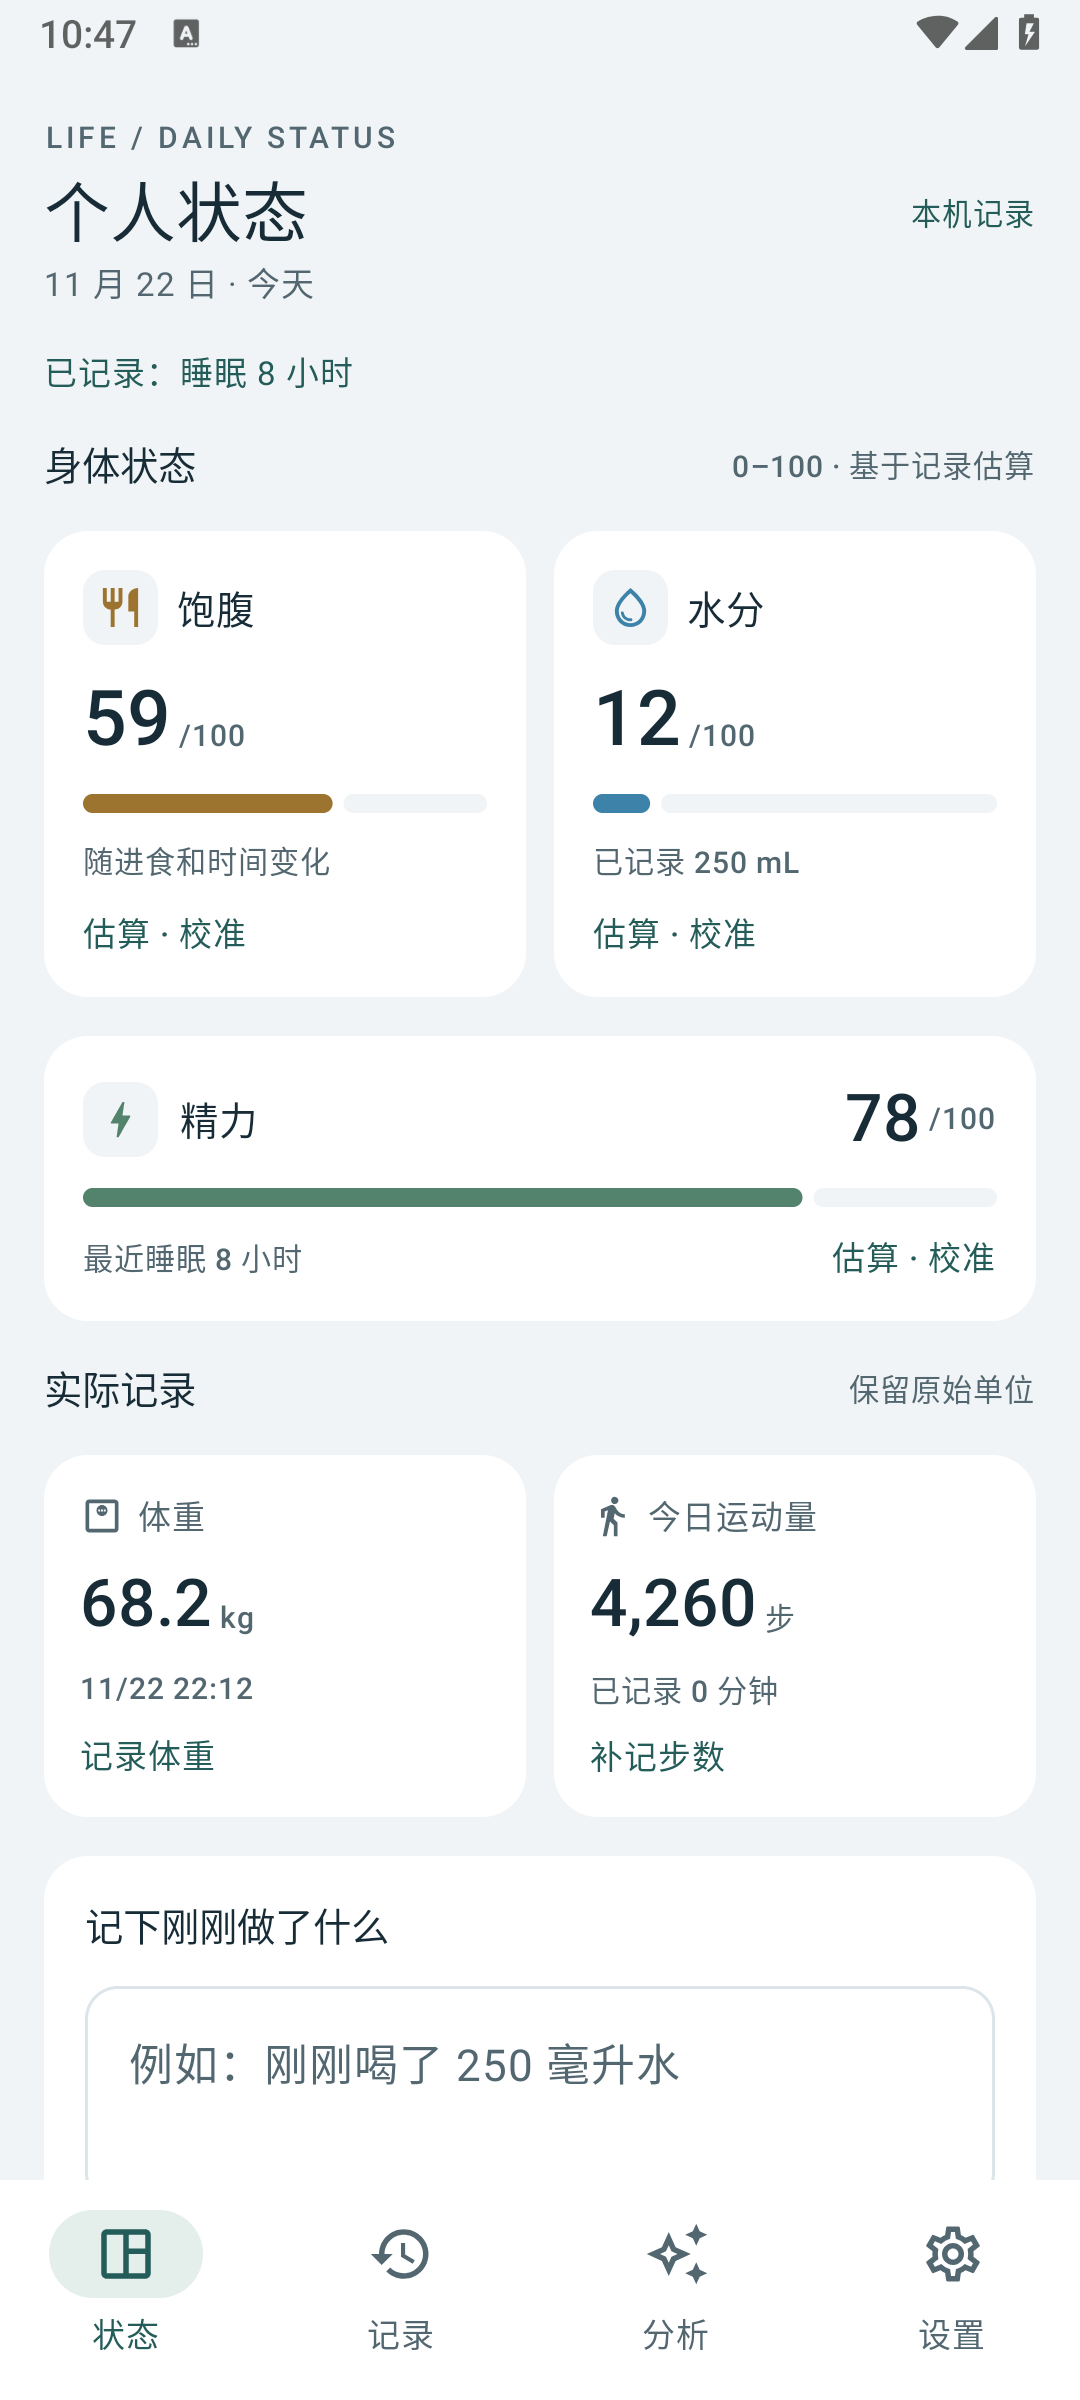 10:47
LIFE / DAILY STATUS
个人状态
本机记录
11 月 22 日 · 今天
已记录：睡眠 8 小时
身体状态
0–100 · 基于记录估算
饱腹
59 /100
随进食和时间变化
估算 · 校准
水分
12 /100
已记录 250 mL
估算 · 校准
精力
78 /100
最近睡眠 8 小时
估算 · 校准
实际记录
保留原始单位
体重
68.2 kg
11/22 22:12
记录体重
今日运动量
4,260 步
已记录 0 分钟
补记步数
记下刚刚做了什么
例如：刚刚喝了 250 毫升水
状态
记录
分析
设置